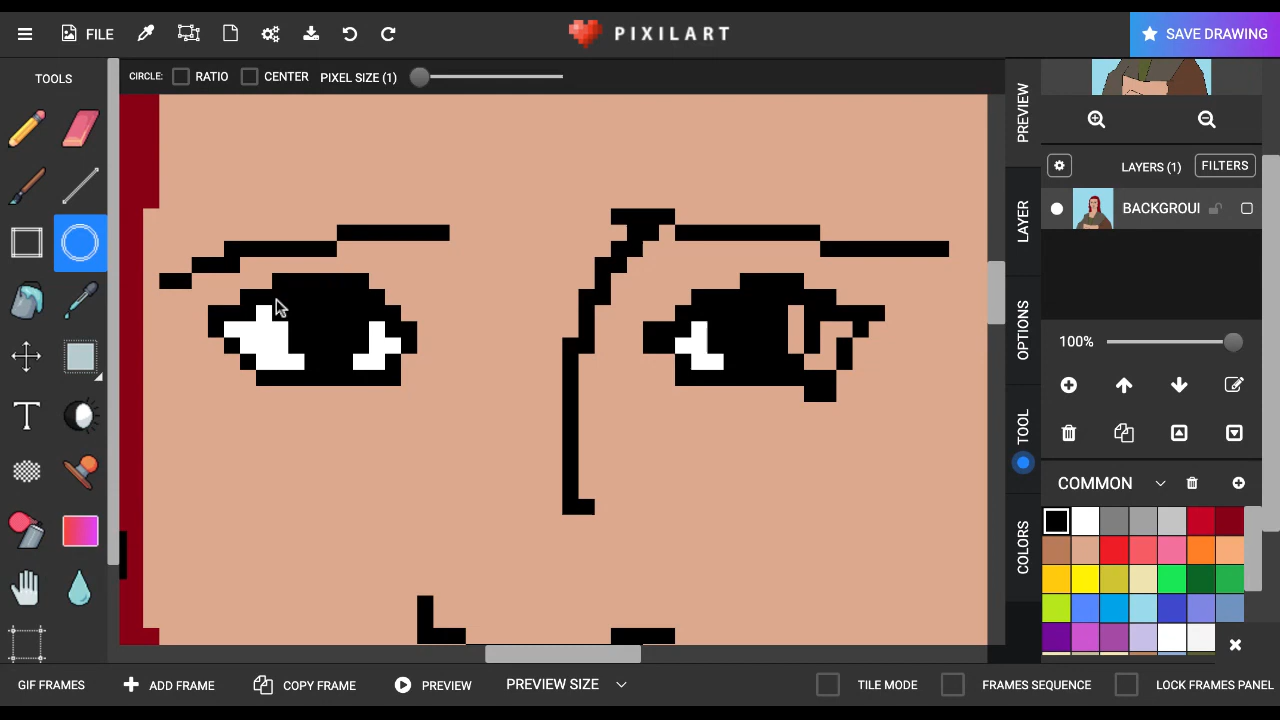 FILE
PIXILART
SAVE DRAWING
TOOLS
CIRCLE:
RATIO
CENTER
PIXEL SIZE (1)
PREVIEW
LAYER
OPTIONS
TOOL
COLORS
LAYERS (1)
FILTERS
BACKGROUI
100%
COMMON
GIF FRAMES
ADD FRAME
COPY FRAME
PREVIEW
PREVIEW SIZE
TILE MODE
FRAMES SEQUENCE
LOCK FRAMES PANEL